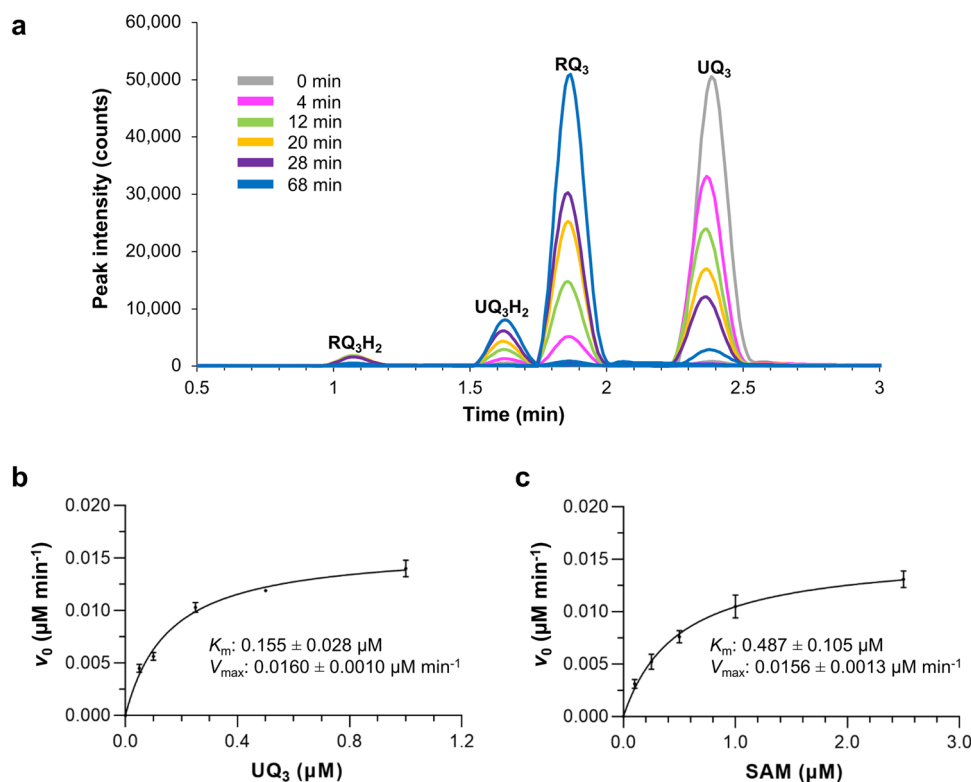 a
60,000
50,000
40,000
30,000
20,000
10,000
0
Peak intensity (counts)
0 min
4 min
12 min
20 min
28 min
68 min
RQ₃H₂
UQ₃H₂
RQ₃
UQ₃
0.5
1
1.5
2
2.5
3
Time (min)
b
0.020
0.015
0.010
0.005
0.000
v₀ (µM min⁻¹)
Kₘ: 0.155 ± 0.028 µM
Vₘₐₓ: 0.0160 ± 0.0010 µM min⁻¹
0.0
0.4
0.8
1.2
UQ₃ (µM)
c
0.020
0.015
0.010
0.005
0.000
v₀ (µM min⁻¹)
Kₘ: 0.487 ± 0.105 µM
Vₘₐₓ: 0.0156 ± 0.0013 µM min⁻¹
0.0
1.0
2.0
3.0
SAM (µM)